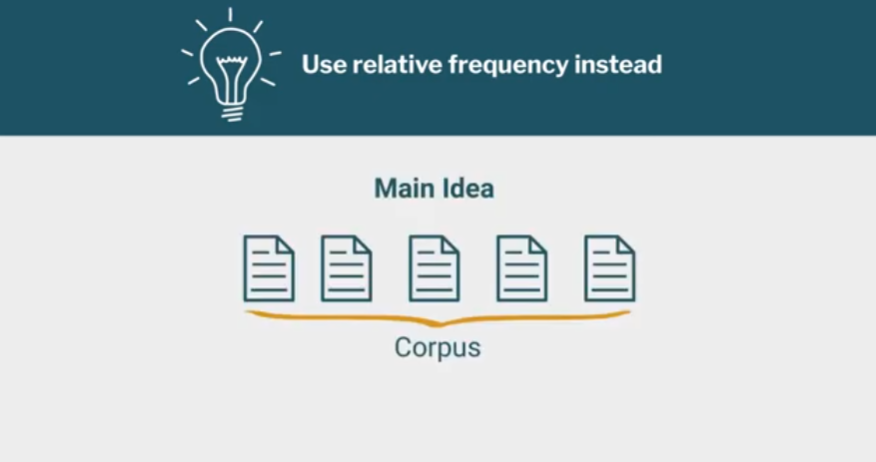 Use relative frequency instead
Main Idea
Corpus